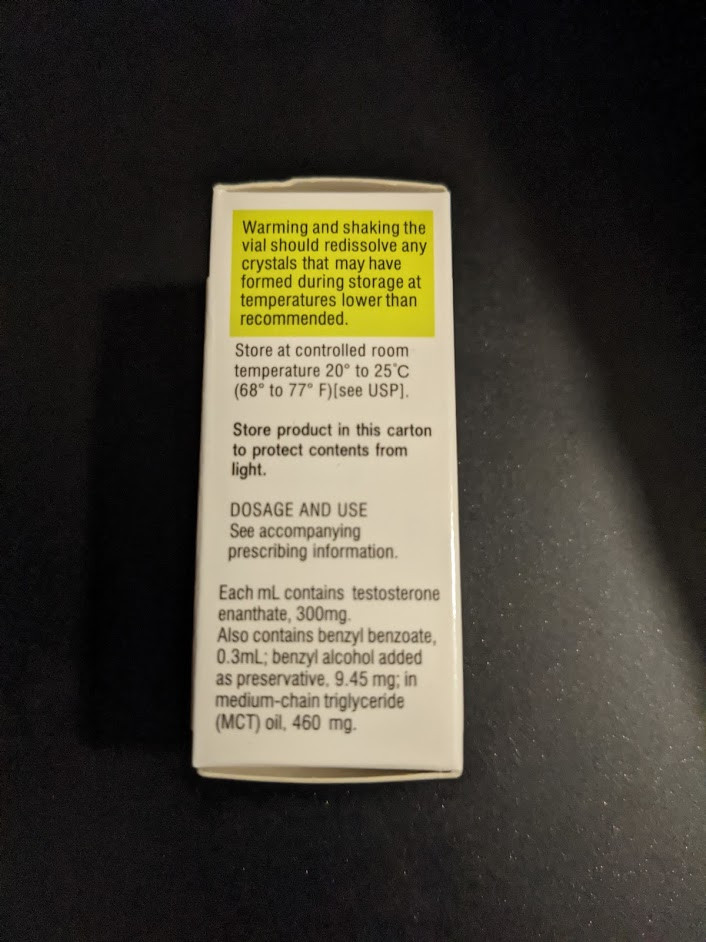 Warming and shaking the
vial should redissolve any
crystals that may have
formed during storage at
temperatures lower than
recommended.
Store at controlled room
temperature 20° to 25°C
(68° to 77° F)[see USP].
Store product in this carton
to protect contents from
light.
DOSAGE AND USE
See accompanying
prescribing information.
Each mL contains testosterone
enanthate, 300mg.
Also contains benzyl benzoate,
0.3mL; benzyl alcohol added
as preservative, 9.45 mg; in
medium-chain triglyceride
(MCT) oil, 460 mg.